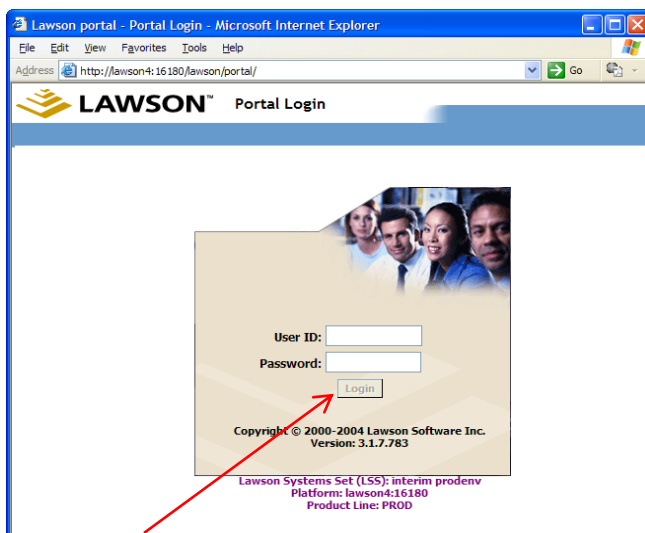 Lawson portal - Portal Login - Microsoft Internet Explorer
File Edit View Favorites Tools Help
Address http://lawson4:16180/lawson/portal/ Go
LAWSON™ Portal Login
User ID:
Password:
Login
Copyright © 2000-2004 Lawson Software Inc.
Version: 3.1.7.783
Lawson Systems Set (LSS): interim prodenv
Platform: lawson4:16180
Product Line: PROD